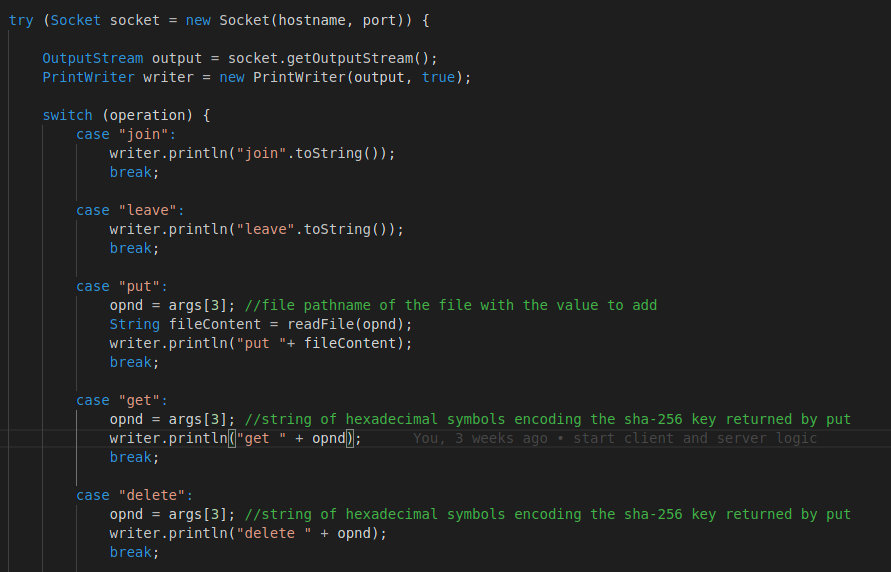 try (Socket socket = new Socket(hostname, port)) {
OutputStream output = socket.getOutputStream();
PrintWriter writer = new PrintWriter(output, true);
switch (operation) {
case "join":
writer.println("join".toString());
break;
case "leave":
writer.println("leave".toString());
break;
case "put":
opnd = args[3]; //file pathname of the file with the value to add
String fileContent = readFile(opnd);
writer.println("put "+ fileContent);
break;
case "get":
opnd = args[3]; //string of hexadecimal symbols encoding the sha-256 key returned by put
writer.println("get " + opnd); You, 3 weeks ago • start client and server logic
break;
case "delete":
opnd = args[3]; //string of hexadecimal symbols encoding the sha-256 key returned by put
writer.println("delete " + opnd);
break;